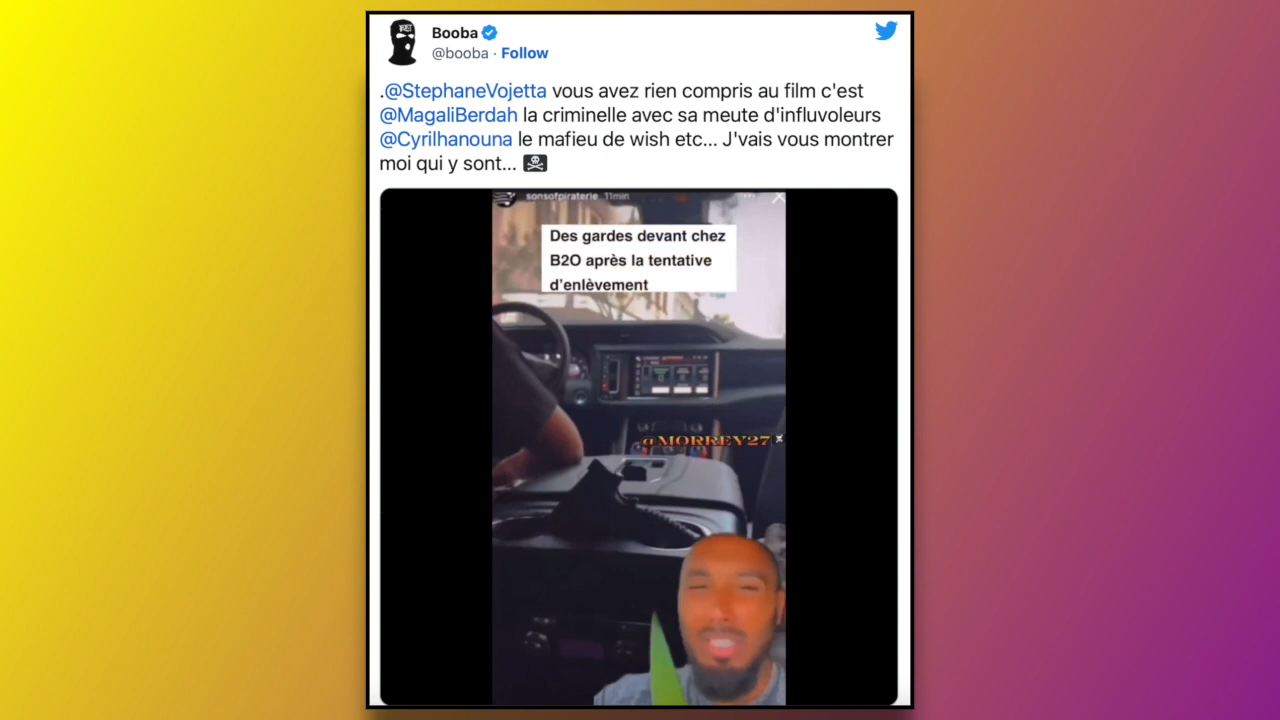 Booba
@booba · Follow
.@StephaneVojetta vous avez rien compris au film c'est
@MagaliBerdah la criminelle avec sa meute d'influvoleurs
@Cyrilhanouna le mafieu de wish etc... J'vais vous montrer
moi qui y sont... ☠
sonsofpiraterie 11min
Des gardes devant chez
B2O après la tentative
d'enlèvement
@MORREY27